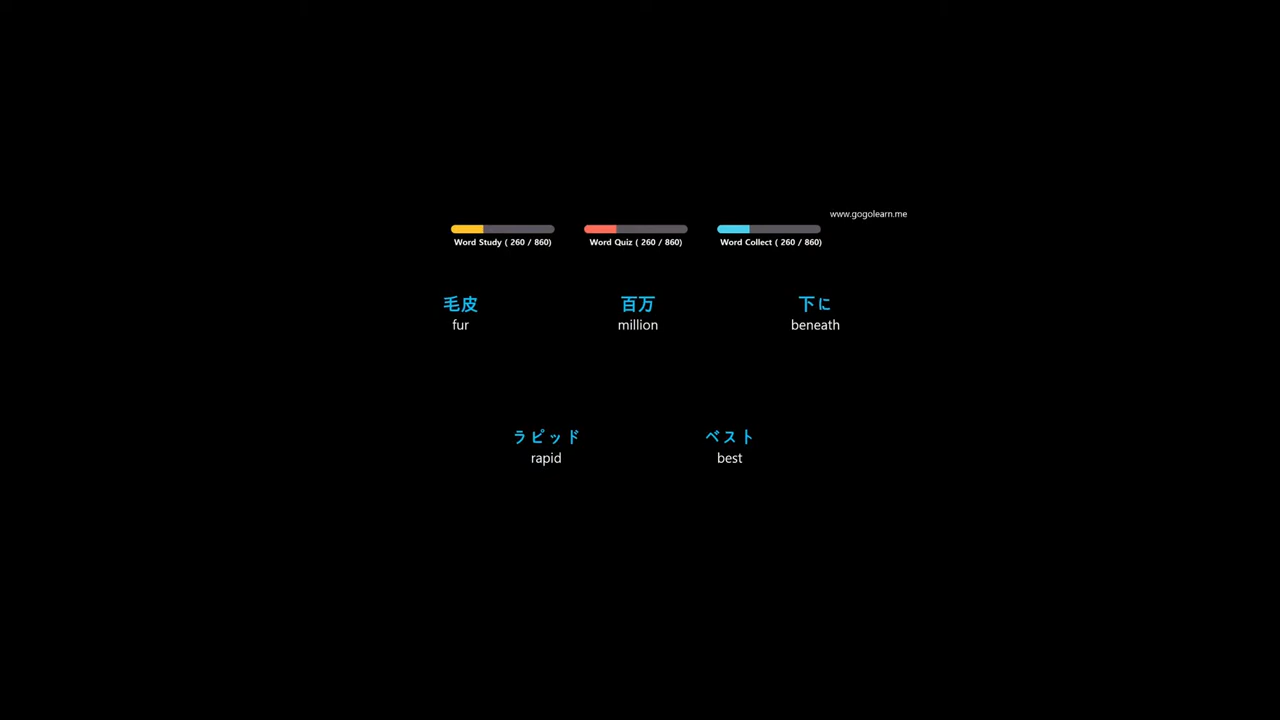 www.gogolearn.me
Word Study ( 260 / 860)
Word Quiz ( 260 / 860)
Word Collect ( 260 / 860)
毛皮
fur
百万
million
下に
beneath
ラピッド
rapid
ベスト
best